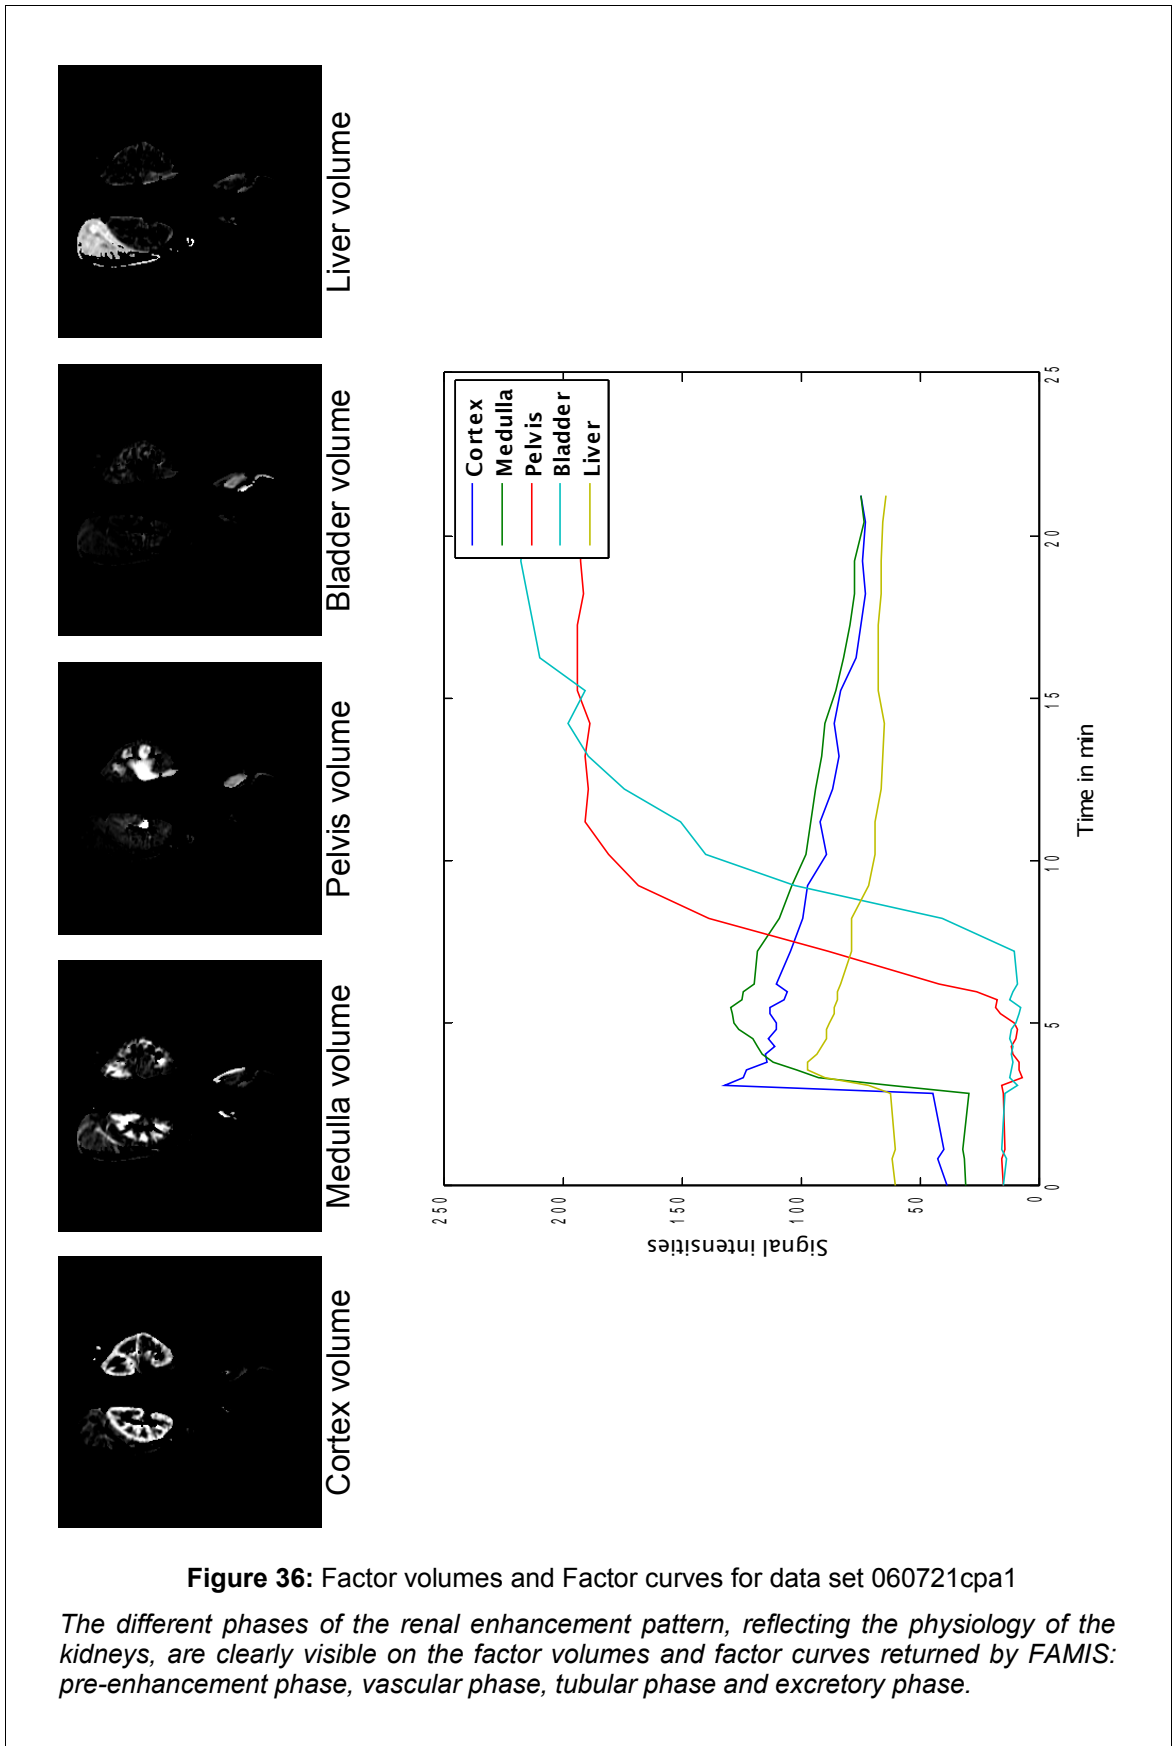 Liver volume
Bladder volume
Pelvis volume
Medulla volume
Cortex volume
Cortex
Medulla
Pelvis
Bladder
Liver
250
200
150
100
50
0
Signal intensities
0
5
10
15
20
25
Time in min
Figure 36: Factor volumes and Factor curves for data set 060721cpa1
The different phases of the renal enhancement pattern, reflecting the physiology of the
kidneys, are clearly visible on the factor volumes and factor curves returned by FAMIS:
pre-enhancement phase, vascular phase, tubular phase and excretory phase.